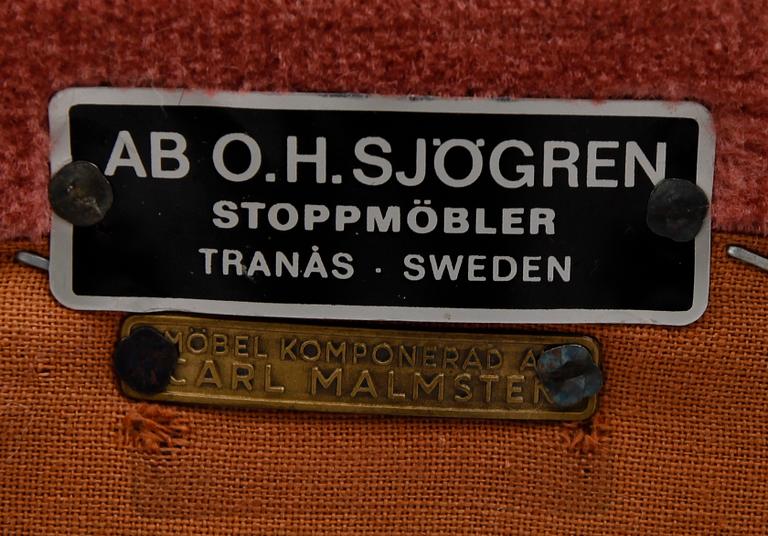 AB O.H. SJÖGREN
STOPPMÖBLER
TRANÅS · SWEDEN
MÖBEL KOMPONERAD A
CARL MALMSTEN